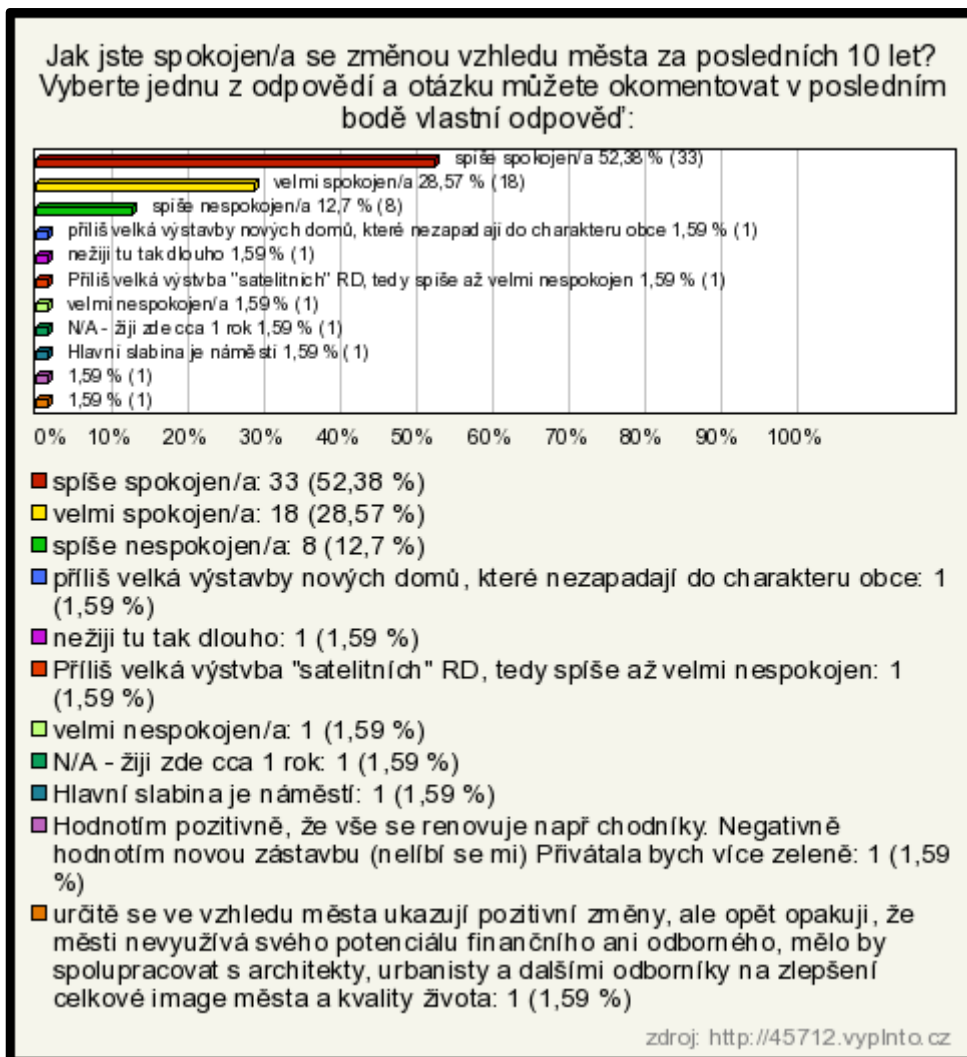 Jak jste spokojen/a se změnou vzhledu města za posledních 10 let?
Vyberte jednu z odpovědí a otázku můžete okomentovat v posledním
bodě vlastní odpověď:
spíše spokojen/a 52,38 % (33)
velmi spokojen/a 28,57 % (18)
spíše nespokojen/a 12,7 % (8)
příliš velká výstavby nových domů, které nezapadají do charakteru obce 1,59 % (1)
nežiji tu tak dlouho 1,59 % (1)
Příliš velká výstvba "satelitních" RD, tedy spíše až velmi nespokojen 1,59 % (1)
velmi nespokojen/a 1,59 % (1)
N/A - žiji zde cca 1 rok 1,59 % (1)
Hlavní slabina je náměstí 1,59 % (1)
1,59 % (1)
1,59 % (1)
0% 10% 20% 30% 40% 50% 60% 70% 80% 90% 100%
spíše spokojen/a: 33 (52,38 %)
velmi spokojen/a: 18 (28,57 %)
spíše nespokojen/a: 8 (12,7 %)
příliš velká výstavby nových domů, které nezapadají do charakteru obce: 1
(1,59 %)
nežiji tu tak dlouho: 1 (1,59 %)
Příliš velká výstvba "satelitních" RD, tedy spíše až velmi nespokojen: 1
(1,59 %)
velmi nespokojen/a: 1 (1,59 %)
N/A - žiji zde cca 1 rok: 1 (1,59 %)
Hlavní slabina je náměstí: 1 (1,59 %)
Hodnotím pozitivně, že vše se renovuje např chodníky. Negativně
hodnotím novou zástavbu (nelíbí se mi) Přivátala bych více zeleně: 1 (1,59
%)
určitě se ve vzhledu města ukazují pozitivní změny, ale opět opakuji, že
městi nevyužívá svého potenciálu finančního ani odborného, mělo by
spolupracovat s architekty, urbanisty a dalšími odborníky na zlepšení
celkové image města a kvality života: 1 (1,59 %)
zdroj: http://45712.vyplnto.cz